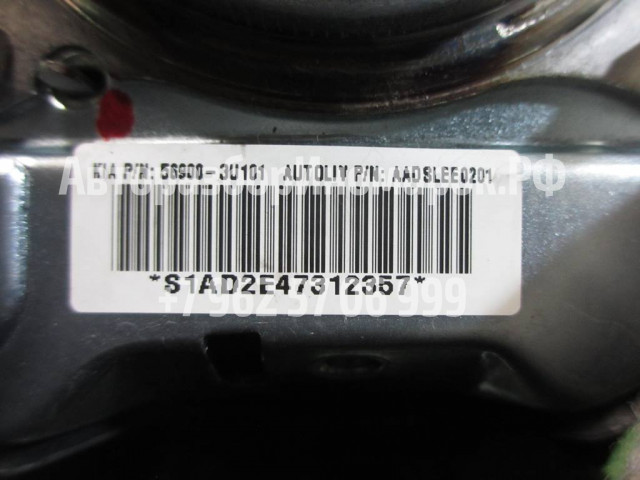 KIA P/N: 56900-3U101 AUTOLIV P/N: AADSLEE0201
*S1AD2E47312357*